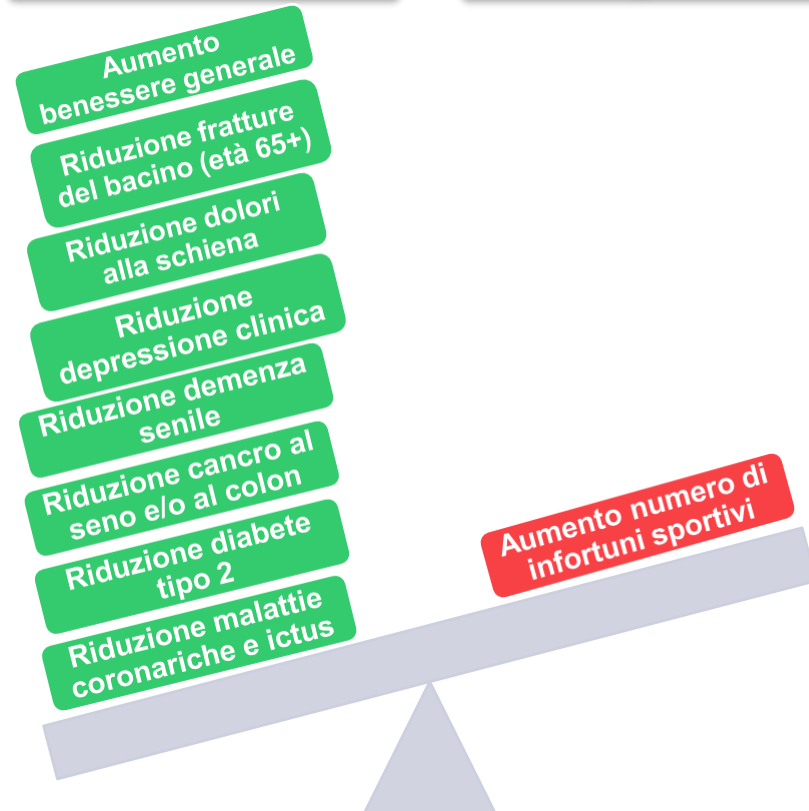 Aumento
benessere generale
Riduzione fratture
del bacino (età 65+)
Riduzione dolori
alla schiena
Riduzione
depressione clinica
Riduzione demenza
senile
Riduzione cancro al
seno e/o al colon
Riduzione diabete
tipo 2
Riduzione malattie
coronariche e ictus
Aumento numero di
infortuni sportivi